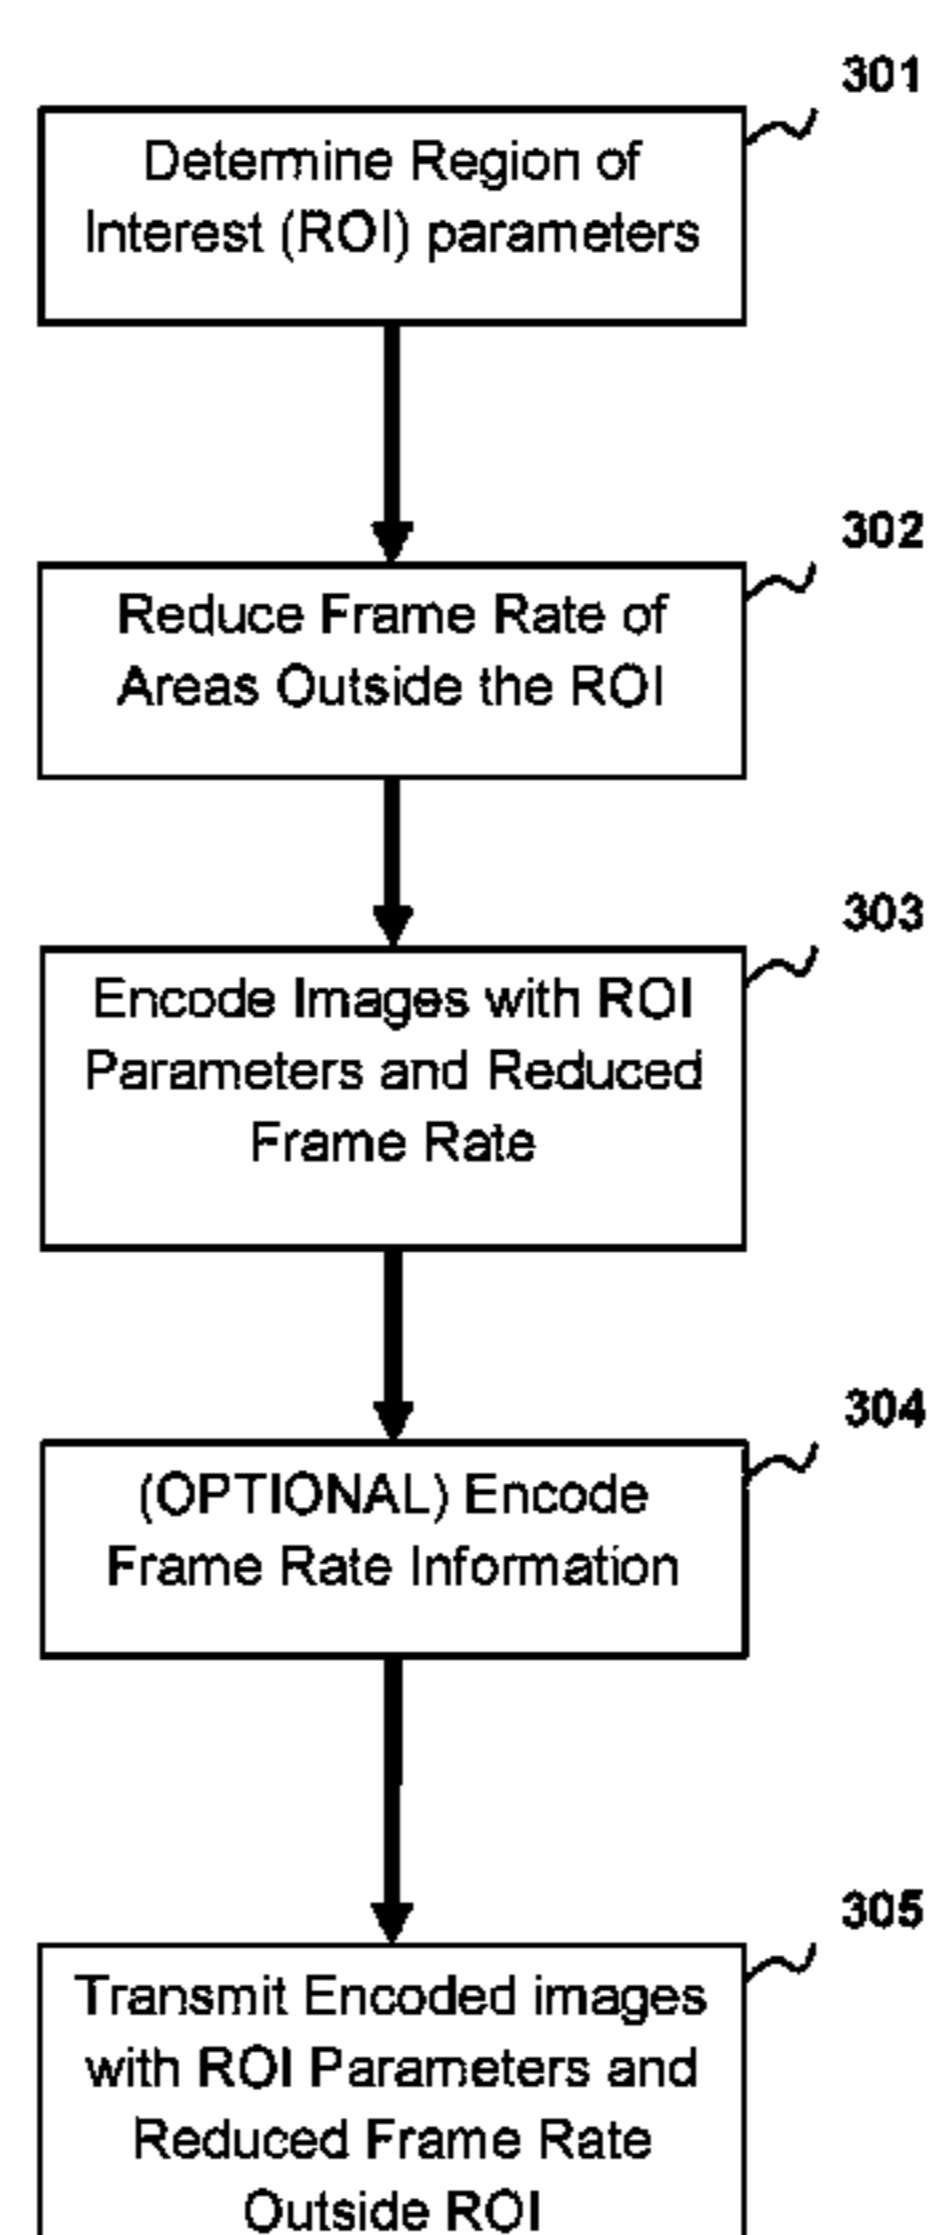 301
Determine Region of
Interest (ROI) parameters
302
Reduce Frame Rate of
Areas Outside the ROI
303
Encode Images with ROI
Parameters and Reduced
Frame Rate
304
(OPTIONAL) Encode
Frame Rate Information
305
Transmit Encoded images
with ROI Parameters and
Reduced Frame Rate
Outside ROI